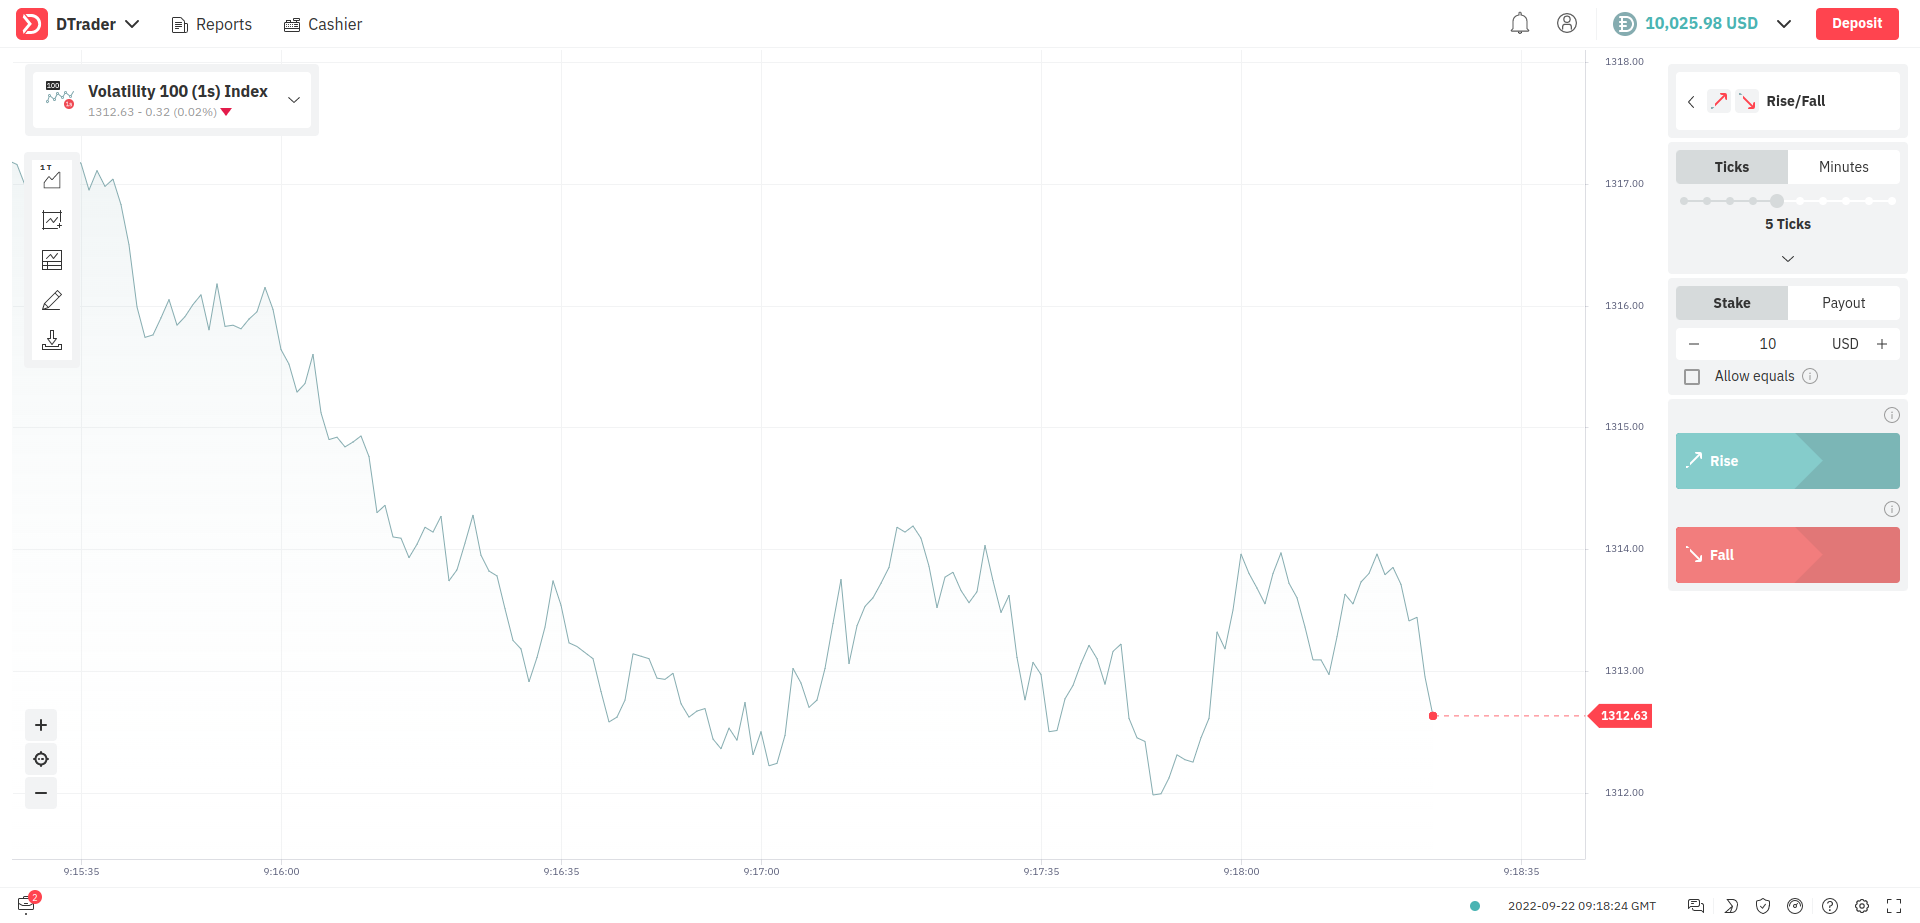 DTrader
Reports
Cashier
10,025.98 USD
Deposit
100
1s
Volatility 100 (1s) Index
1312.63 - 0.32 (0.02%)
1 T
1318.00
1317.00
1316.00
1315.00
1314.00
1313.00
1312.63
1312.00
9:15:35
9:16:00
9:16:35
9:17:00
9:17:35
9:18:00
9:18:35
Rise/Fall
Ticks
Minutes
5 Ticks
Stake
Payout
− 10 USD +
Allow equals
Rise
Fall
+
−
2
2022-09-22 09:18:24 GMT